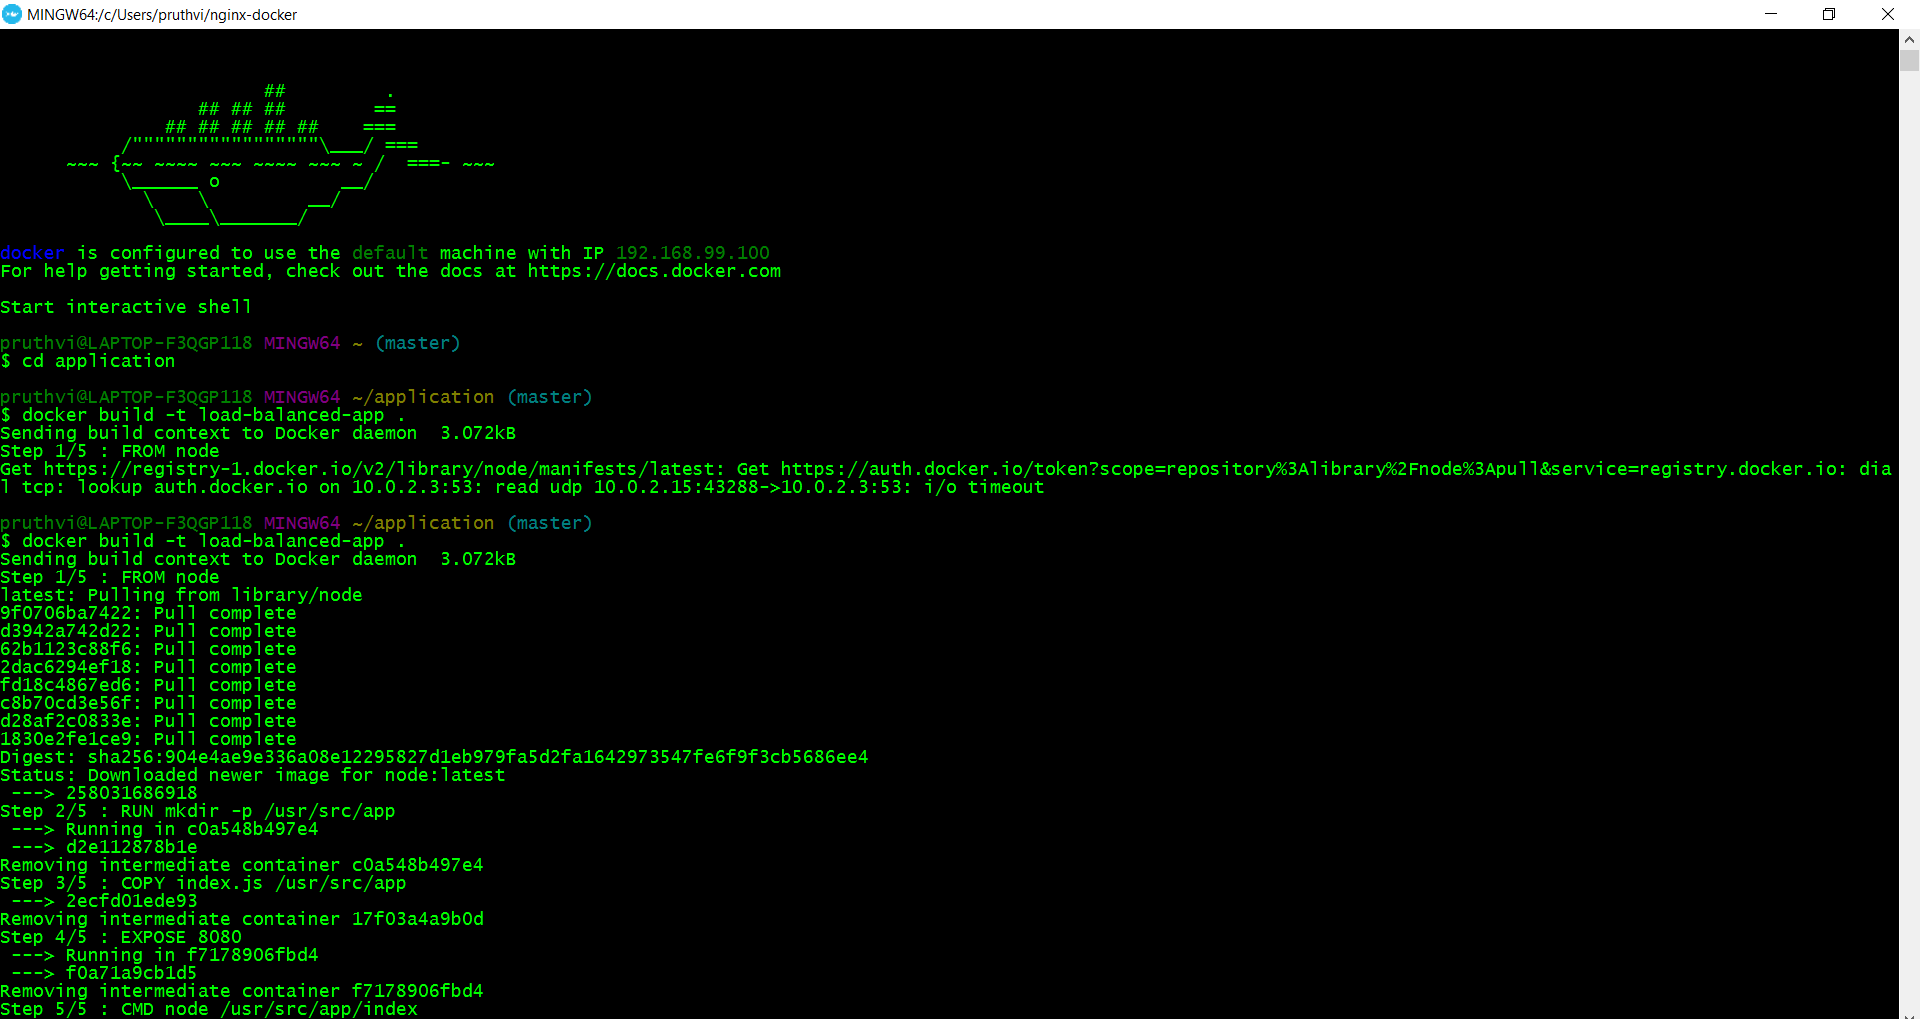 MINGW64:/c/Users/pruthvi/nginx-docker
                        ##         .
                  ## ## ##        ==
               ## ## ## ## ##    ===
           /"""""""""""""""""\___/ ===
      ~~~ {~~ ~~~~ ~~~ ~~~~ ~~~ ~ /  ===- ~~~
           \______ o           __/
             \    \         __/
              \____\_______/
docker is configured to use the default machine with IP 192.168.99.100
For help getting started, check out the docs at https://docs.docker.com
Start interactive shell
pruthvi@LAPTOP-F3QGP118 MINGW64 ~ (master)
$ cd application
pruthvi@LAPTOP-F3QGP118 MINGW64 ~/application (master)
$ docker build -t load-balanced-app .
Sending build context to Docker daemon  3.072kB
Step 1/5 : FROM node
Get https://registry-1.docker.io/v2/library/node/manifests/latest: Get https://auth.docker.io/token?scope=repository%3Alibrary%2Fnode%3Apull&service=registry.docker.io: dia
l tcp: lookup auth.docker.io on 10.0.2.3:53: read udp 10.0.2.15:43288->10.0.2.3:53: i/o timeout
pruthvi@LAPTOP-F3QGP118 MINGW64 ~/application (master)
$ docker build -t load-balanced-app .
Sending build context to Docker daemon  3.072kB
Step 1/5 : FROM node
latest: Pulling from library/node
9f0706ba7422: Pull complete
d3942a742d22: Pull complete
62b1123c88f6: Pull complete
2dac6294ef18: Pull complete
fd18c4867ed6: Pull complete
c8b70cd3e56f: Pull complete
d28af2c0833e: Pull complete
1830e2fe1ce9: Pull complete
Digest: sha256:904e4ae9e336a08e12295827d1eb979fa5d2fa1642973547fe6f9f3cb5686ee4
Status: Downloaded newer image for node:latest
 ---> 258031686918
Step 2/5 : RUN mkdir -p /usr/src/app
 ---> Running in c0a548b497e4
 ---> d2e112878b1e
Removing intermediate container c0a548b497e4
Step 3/5 : COPY index.js /usr/src/app
 ---> 2ecfd01ede93
Removing intermediate container 17f03a4a9b0d
Step 4/5 : EXPOSE 8080
 ---> Running in f7178906fbd4
 ---> f0a71a9cb1d5
Removing intermediate container f7178906fbd4
Step 5/5 : CMD node /usr/src/app/index